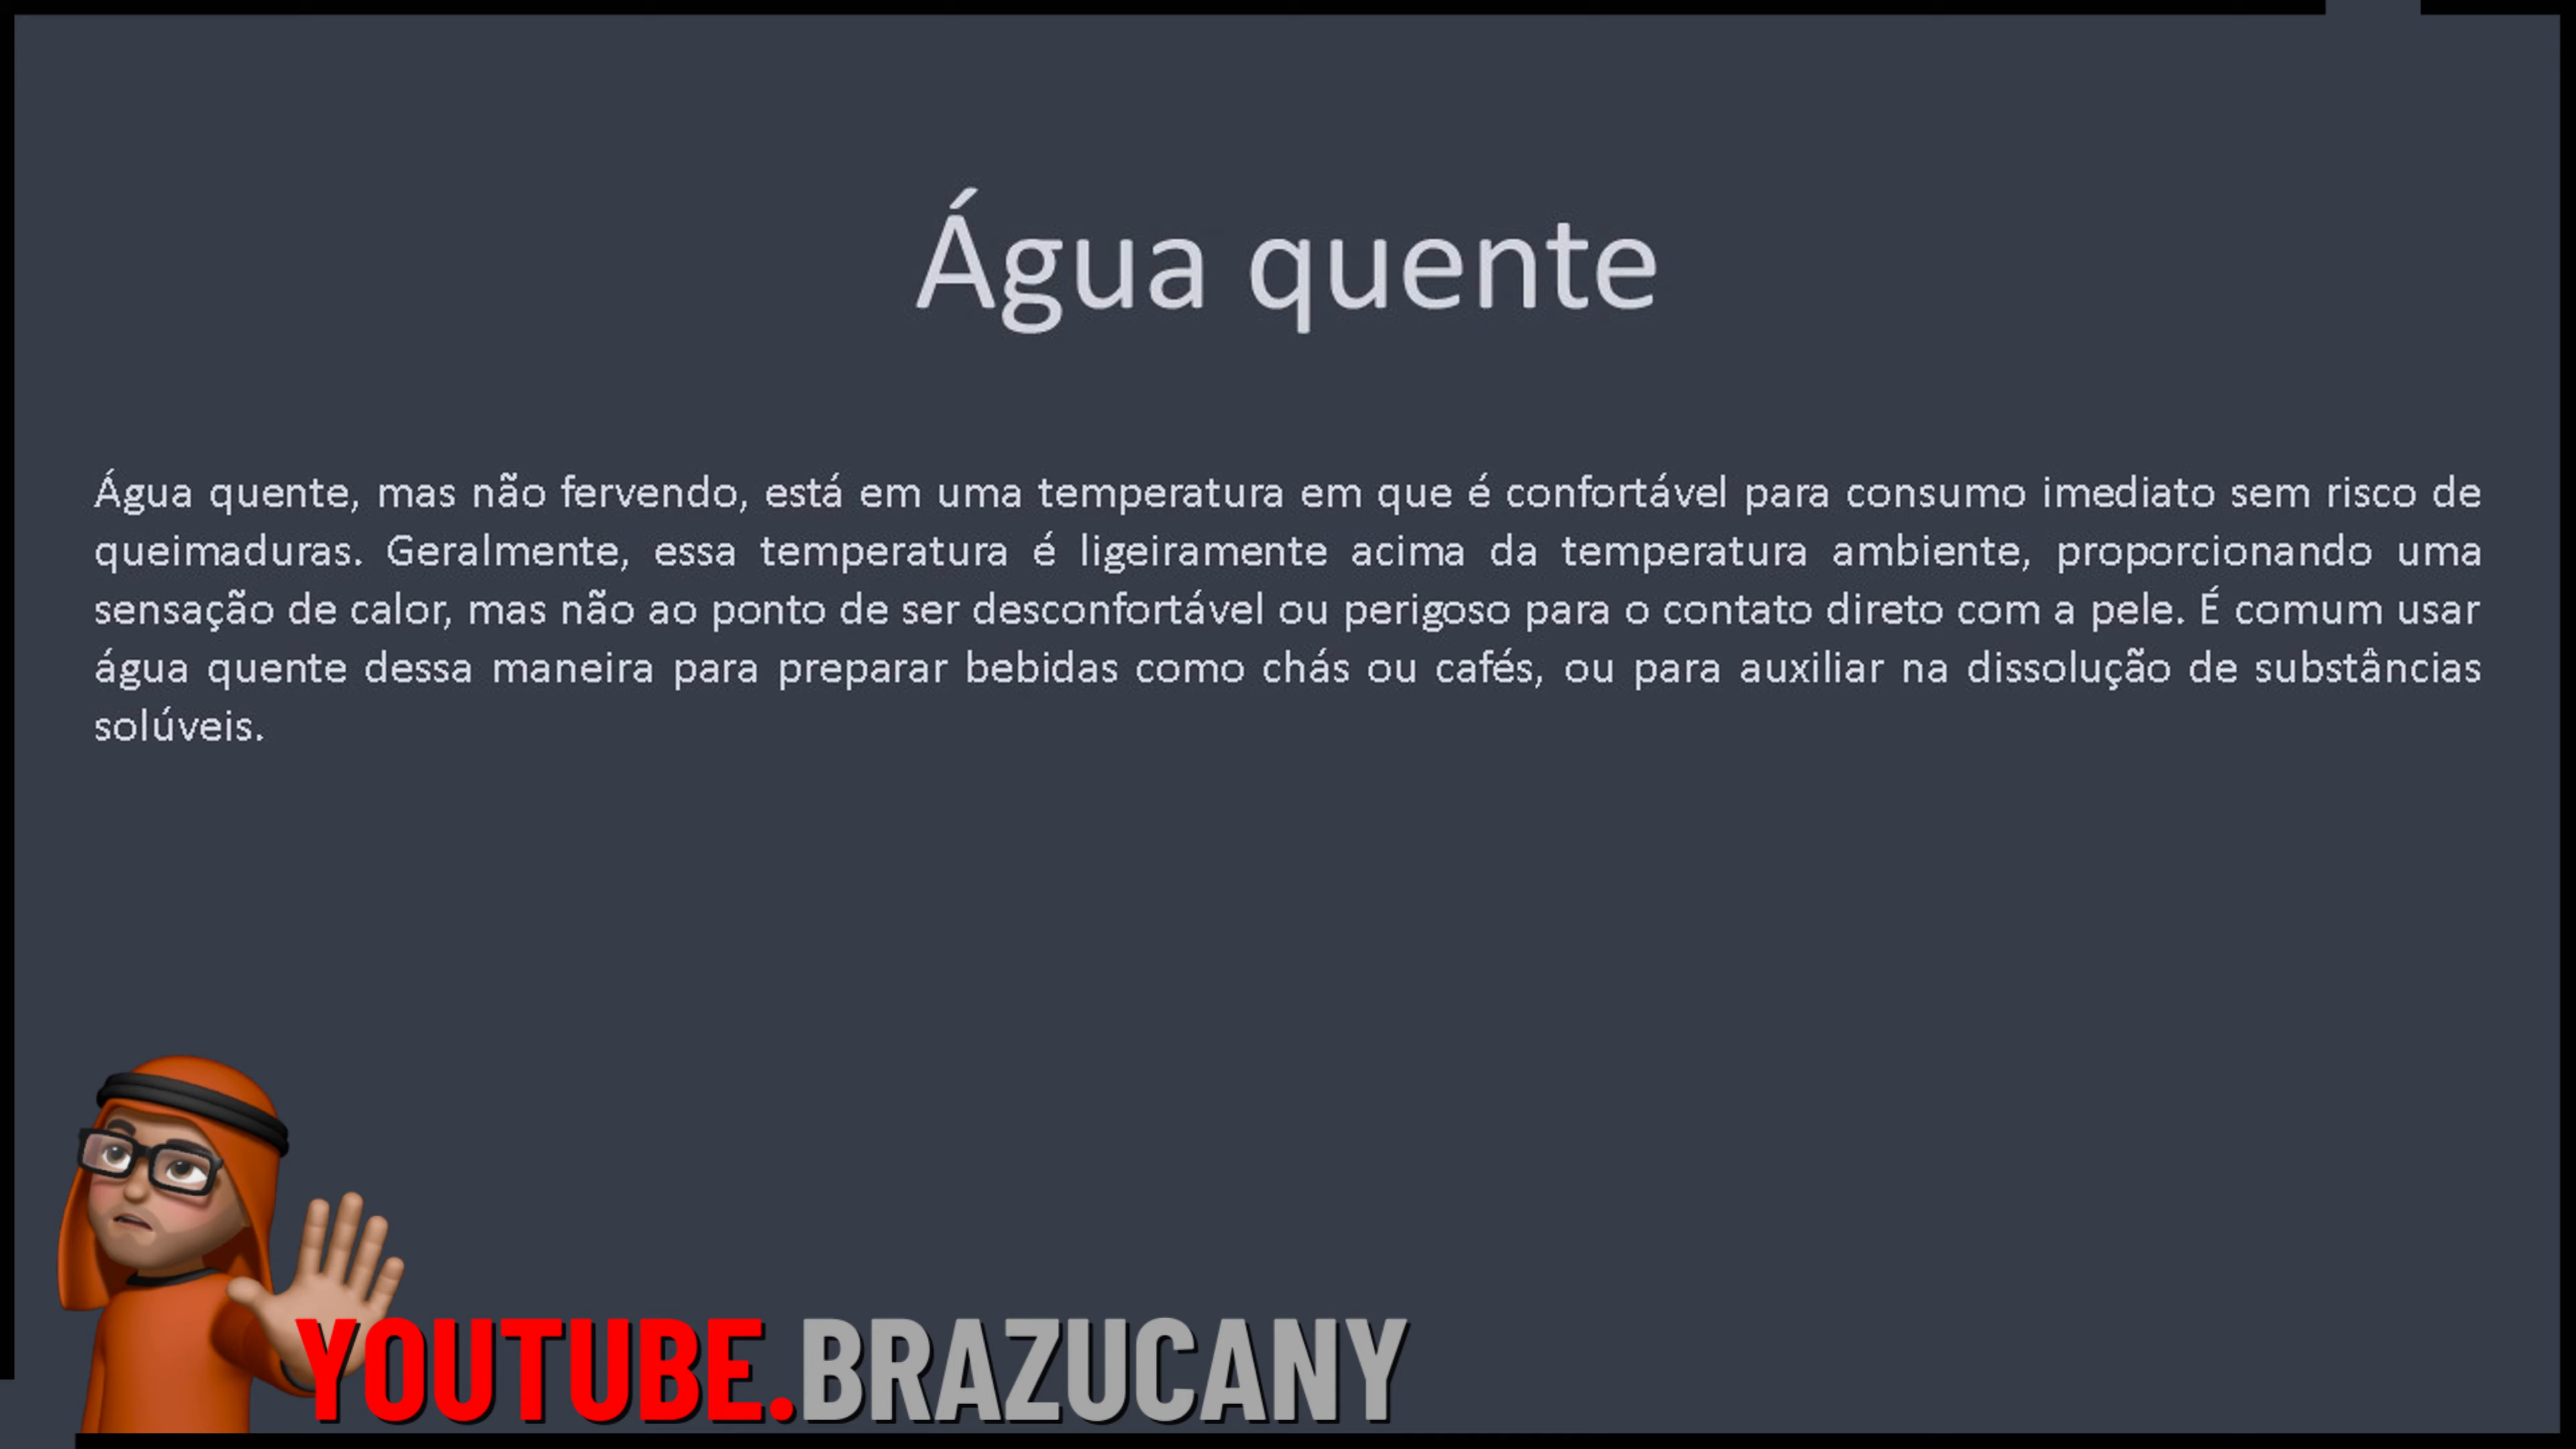 Água quente
Água quente, mas não fervendo, está em uma temperatura em que é confortável para consumo imediato sem risco de
queimaduras. Geralmente, essa temperatura é ligeiramente acima da temperatura ambiente, proporcionando uma
sensação de calor, mas não ao ponto de ser desconfortável ou perigoso para o contato direto com a pele. É comum usar
água quente dessa maneira para preparar bebidas como chás ou cafés, ou para auxiliar na dissolução de substâncias
solúveis.
YOUTUBE.BRAZUCANY